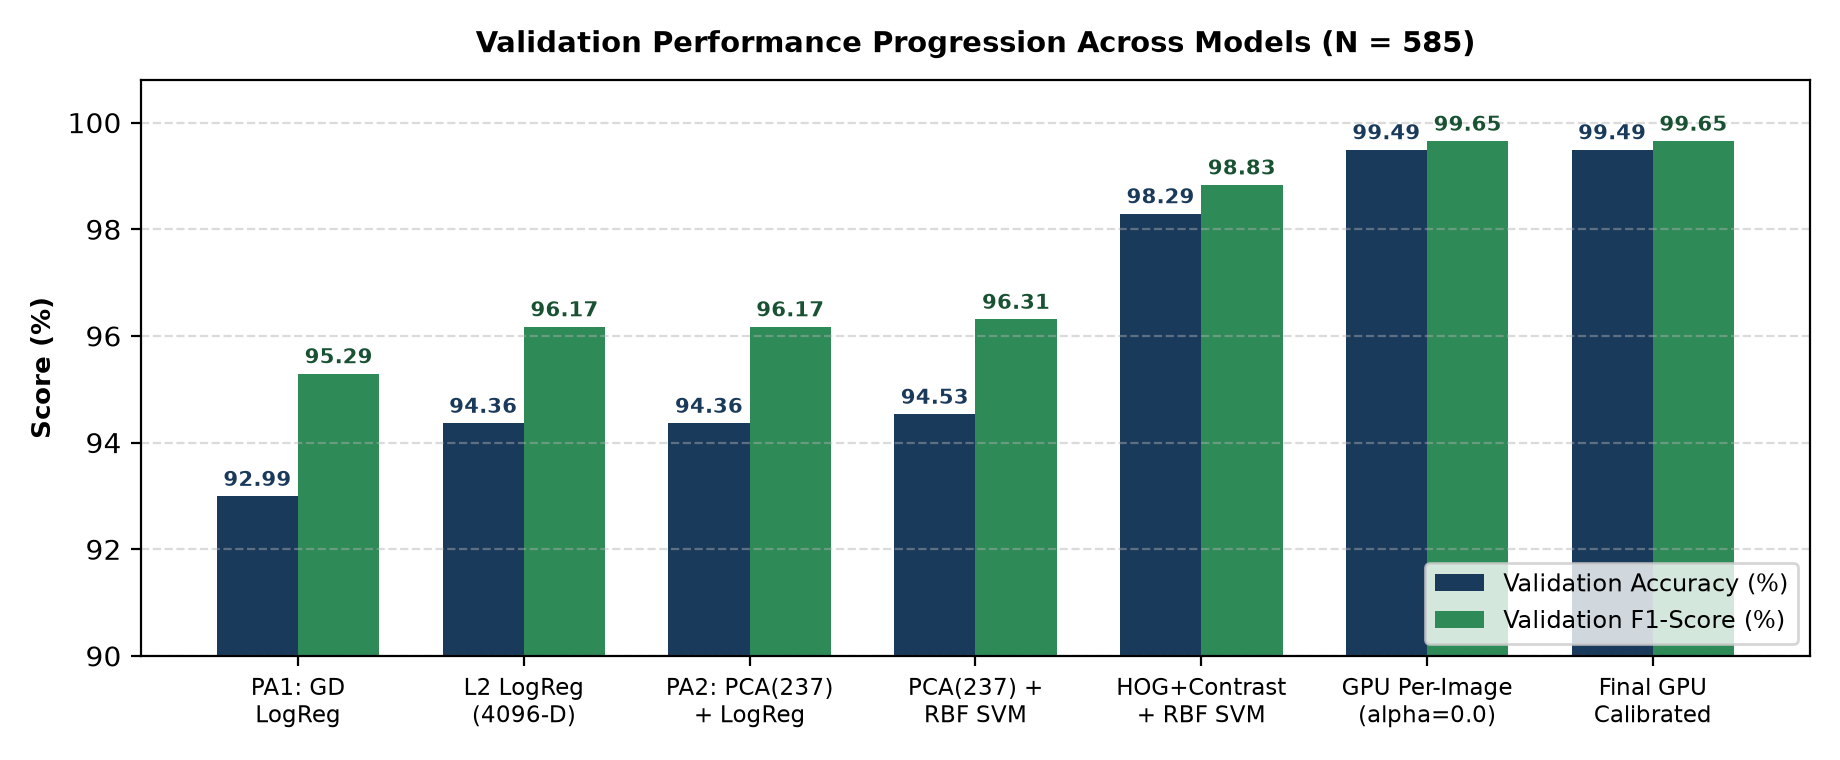 Validation Performance Progression Across Models (N = 585)
Score (%)
100
98
96
94
92
90
92.99
95.29
94.36
96.17
94.36
96.17
94.53
96.31
98.29
98.83
99.49
99.65
99.49
99.65
Validation Accuracy (%)
Validation F1-Score (%)
PA1: GD
LogReg
L2 LogReg
(4096-D)
PA2: PCA(237)
+ LogReg
PCA(237) +
RBF SVM
HOG+Contrast
+ RBF SVM
GPU Per-Image
(alpha=0.0)
Final GPU
Calibrated